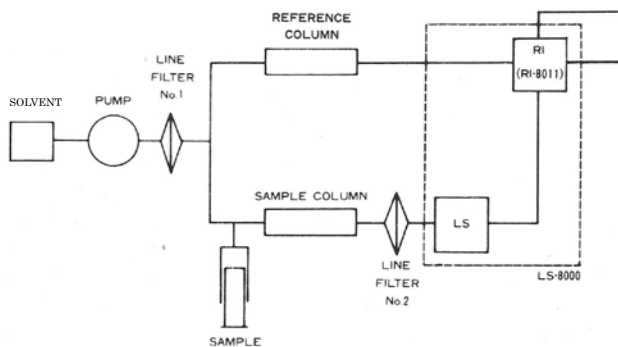 REFERENCE
COLUMN
RI
(RI-8011)
LINE
FILTER
No.1
PUMP
SOLVENT
SAMPLE COLUMN
LS
LINE
FILTER
No.2
LS-8000
SAMPLE